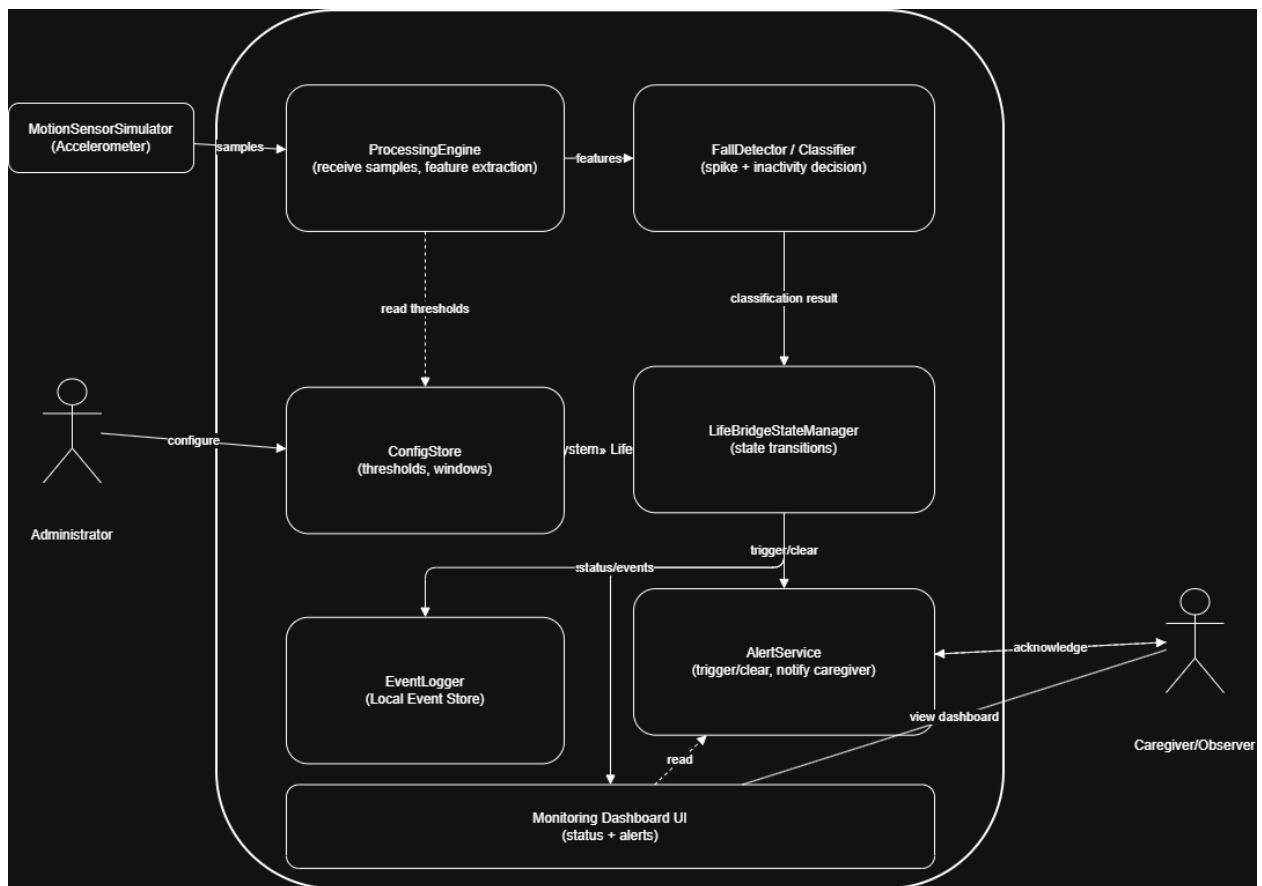 MotionSensorSimulator
(Accelerometer)
samples
ProcessingEngine
(receive samples, feature extraction)
features
FallDetector / Classifier
(spike + inactivity decision)
read thresholds
classification result
Administrator
configure
ConfigStore
(thresholds, windows)
ystem» Life
LifeBridgeStateManager
(state transitions)
trigger/clear
:status/events
EventLogger
(Local Event Store)
AlertService
(trigger/clear, notify caregiver)
acknowledge
view dashboard
Caregiver/Observer
read
Monitoring Dashboard UI
(status + alerts)